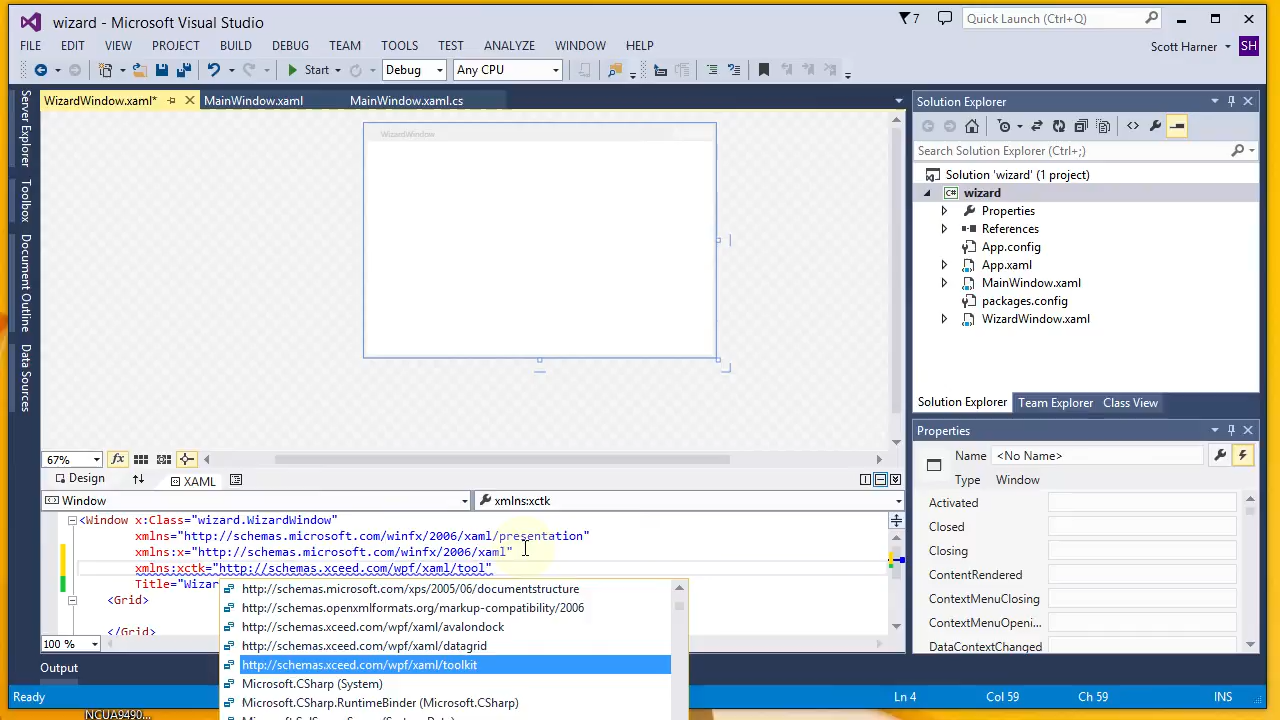 wizard - Microsoft Visual Studio
7
Quick Launch (Ctrl+Q)
FILE EDIT VIEW PROJECT BUILD DEBUG TEAM TOOLS TEST ANALYZE WINDOW HELP
Scott Harner SH
Start Debug Any CPU
WizardWindow.xaml* MainWindow.xaml MainWindow.xaml.cs
Server Explorer
Toolbox
Document Outline
Data Sources
WizardWindow
67% fx
Design XAML
Window xmlns:xctk
<Window x:Class="wizard.WizardWindow"
xmlns="http://schemas.microsoft.com/winfx/2006/xaml/presentation"
xmlns:x="http://schemas.microsoft.com/winfx/2006/xaml"
xmlns:xctk="http://schemas.xceed.com/wpf/xaml/tool"
Title="Wizar
<Grid>
</Grid>
http://schemas.microsoft.com/xps/2005/06/documentstructure
http://schemas.openxmlformats.org/markup-compatibility/2006
http://schemas.xceed.com/wpf/xaml/avalondock
http://schemas.xceed.com/wpf/xaml/datagrid
http://schemas.xceed.com/wpf/xaml/toolkit
Microsoft.CSharp (System)
Microsoft.CSharp.RuntimeBinder (Microsoft.CSharp)
100 %
Output
Solution Explorer
Search Solution Explorer (Ctrl+;)
Solution 'wizard' (1 project)
C# wizard
Properties
References
App.config
App.xaml
MainWindow.xaml
packages.config
WizardWindow.xaml
Solution Explorer Team Explorer Class View
Properties
Name <No Name>
Type Window
Activated
Closed
Closing
ContentRendered
ContextMenuClosing
ContextMenuOpeni...
DataContextChanged
Ready Ln 4 Col 59 Ch 59 INS
NCUA9490...